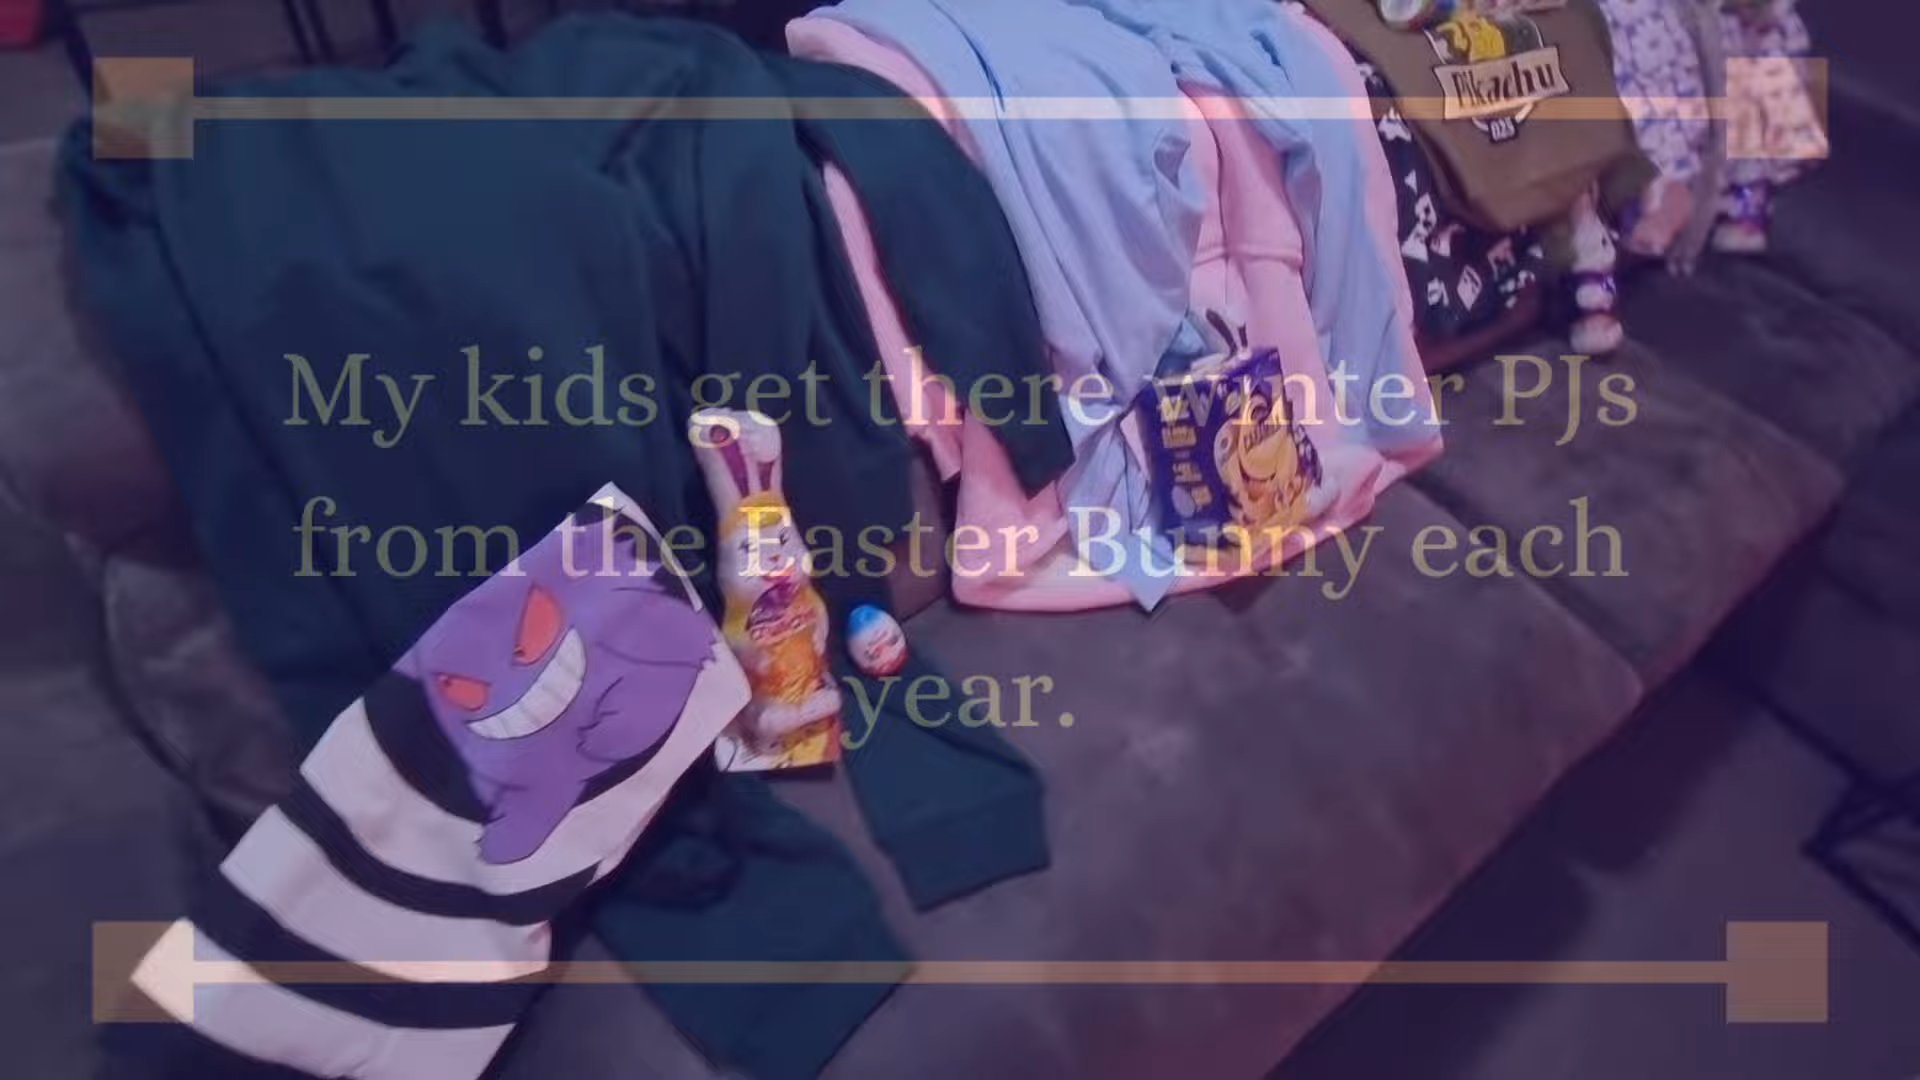 Pikachu
025
My kids get there winter PJs
from the Easter Bunny each
year.